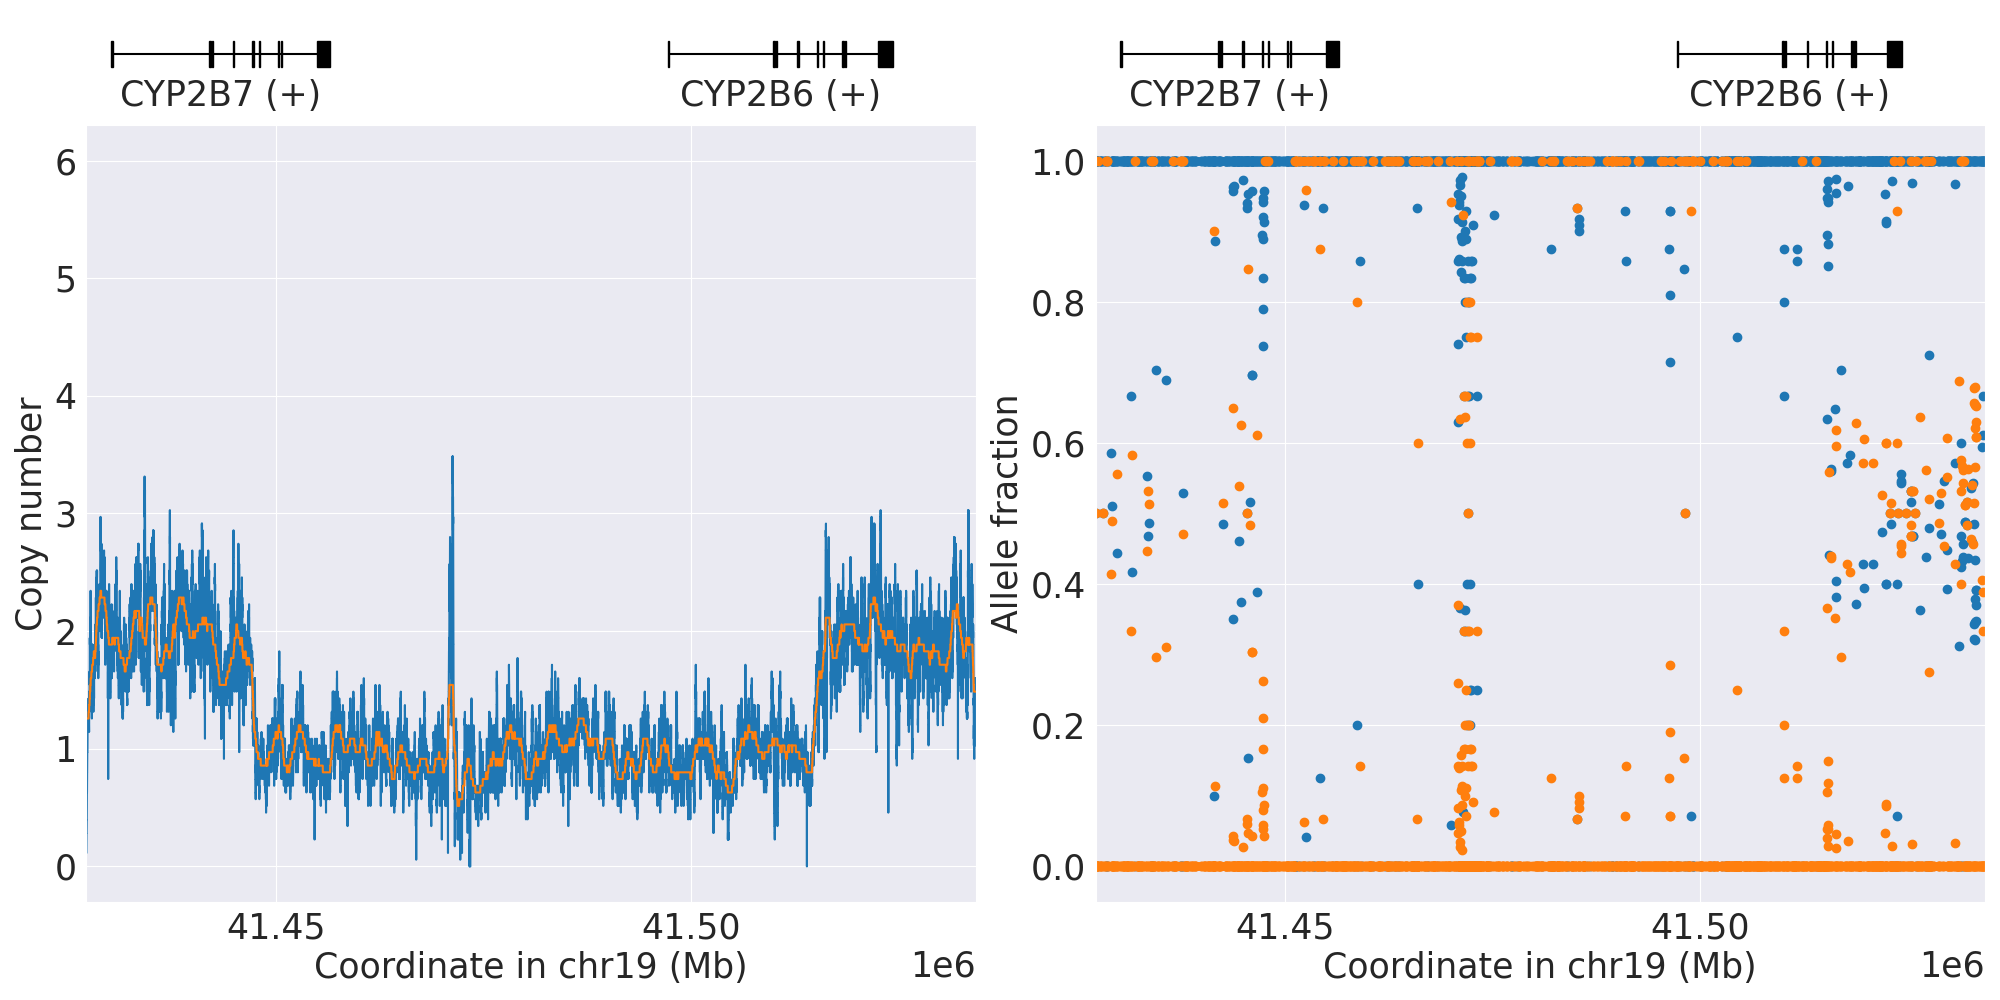 CYP2B7 (+)
CYP2B6 (+)
6
5
4
3
2
1
0
Copy number
41.45
41.50
Coordinate in chr19 (Mb)
1e6
CYP2B7 (+)
CYP2B6 (+)
1.0
0.8
0.6
0.4
0.2
0.0
Allele fraction
41.45
41.50
Coordinate in chr19 (Mb)
1e6